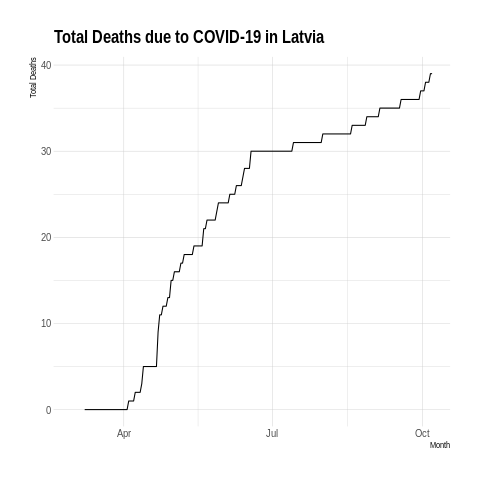 Total Deaths due to COVID-19 in Latvia
Total Deaths
40
30
20
10
0
Apr
Jul
Oct
Month